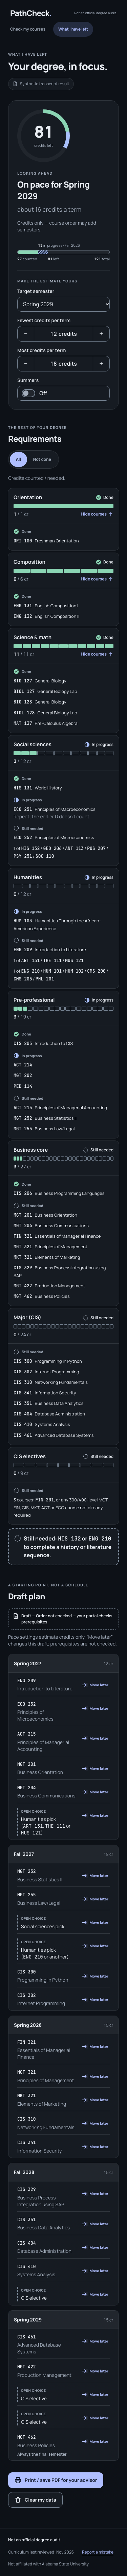 PathCheck.
Not an official degree audit
Check my courses
What I have left
WHAT I HAVE LEFT
Your degree, in focus.
Synthetic transcript result
81
credits left
LOOKING AHEAD
On pace for Spring
2029
about 16 credits a term
Credits only — course order may add
semesters.
13 in progress · Fall 2026
27 counted
81 left
121 total
MAKE THE ESTIMATE YOURS
Target semester
Spring 2029
Fewest credits per term
− 12 credits +
Most credits per term
− 18 credits +
Summers
Off
THE REST OF YOUR DEGREE
Requirements
All
Not done
Credits counted / needed.
Orientation
Done
1 / 1 cr
Hide courses
Done
ORI 100 Freshman Orientation
Composition
Done
6 / 6 cr
Hide courses
Done
ENG 131 English Composition I
ENG 132 English Composition II
Science & math
Done
11 / 11 cr
Hide courses
Done
BIO 127 General Biology
BIOL 127 General Biology Lab
BIO 128 General Biology
BIOL 128 General Biology Lab
MAT 137 Pre-Calculus Algebra
Social sciences
In progress
3 / 12 cr
Done
HIS 131 World History
In progress
ECO 251 Principles of Macroeconomics
Repeat, the earlier D doesn't count.
Still needed
ECO 252 Principles of Microeconomics
1 of HIS 132 / GEO 206 / ART 113 / POS 207 /
PSY 251 / SOC 110
Humanities
In progress
0 / 12 cr
In progress
HUM 103 Humanities Through the African-
American Experience
Still needed
ENG 209 Introduction to Literature
1 of ART 131 / THE 111 / MUS 121
1 of ENG 210 / HUM 101 / HUM 102 / CMS 200 /
CMS 205 / PHL 201
Pre-professional
In progress
3 / 19 cr
Done
CIS 205 Introduction to CIS
In progress
ACT 214
MGT 202
PED 114
Still needed
ACT 215 Principles of Managerial Accounting
MGT 252 Business Statistics II
MGT 255 Business Law/Legal
Business core
Still needed
3 / 27 cr
Done
CIS 206 Business Programming Languages
Still needed
MGT 201 Business Orientation
MGT 204 Business Communications
FIN 321 Essentials of Managerial Finance
MGT 321 Principles of Management
MKT 321 Elements of Marketing
CIS 329 Business Process Integration using
SAP
MGT 422 Production Management
MGT 462 Business Policies
Major (CIS)
Still needed
0 / 24 cr
Still needed
CIS 300 Programming in Python
CIS 302 Internet Programming
CIS 310 Networking Fundamentals
CIS 341 Information Security
CIS 351 Business Data Analytics
CIS 404 Database Administration
CIS 410 Systems Analysis
CIS 461 Advanced Database Systems
CIS electives
Still needed
0 / 9 cr
Still needed
3 courses: FIN 201, or any 300/400-level MGT,
FIN, CIS, MKT, ACT or ECO course not already
required
Still needed: HIS 132 or ENG 210
to complete a history or literature
sequence.
A STARTING POINT, NOT A SCHEDULE
Draft plan
Draft — Order not checked — your portal checks
prerequisites
Pace settings estimate credits only. "Move later"
changes this draft, prerequisites are not checked.
Spring 2027
18 cr
ENG 209
Introduction to Literature
Move later
ECO 252
Principles of
Microeconomics
Move later
ACT 215
Principles of Managerial
Accounting
Move later
MGT 201
Business Orientation
Move later
MGT 204
Business Communications
Move later
OPEN CHOICE
Humanities pick
(ART 131, THE 111 or
MUS 121)
Move later
Fall 2027
18 cr
MGT 252
Business Statistics II
Move later
MGT 255
Business Law/Legal
Move later
OPEN CHOICE
Social sciences pick
Move later
OPEN CHOICE
Humanities pick
(ENG 210 or another)
Move later
CIS 300
Programming in Python
Move later
CIS 302
Internet Programming
Move later
Spring 2028
15 cr
FIN 321
Essentials of Managerial
Finance
Move later
MGT 321
Principles of Management
Move later
MKT 321
Elements of Marketing
Move later
CIS 310
Networking Fundamentals
Move later
CIS 341
Information Security
Move later
Fall 2028
15 cr
CIS 329
Business Process
Integration using SAP
Move later
CIS 351
Business Data Analytics
Move later
CIS 404
Database Administration
Move later
CIS 410
Systems Analysis
Move later
OPEN CHOICE
CIS elective
Move later
Spring 2029
15 cr
CIS 461
Advanced Database
Systems
Move later
MGT 422
Production Management
Move later
OPEN CHOICE
CIS elective
Move later
OPEN CHOICE
CIS elective
Move later
MGT 462
Business Policies
Always the final semester
Move later
Print / save PDF for your advisor
Clear my data
Not an official degree audit.
Curriculum last reviewed: Nov 2026
Report a mistake
Not affiliated with Alabama State University